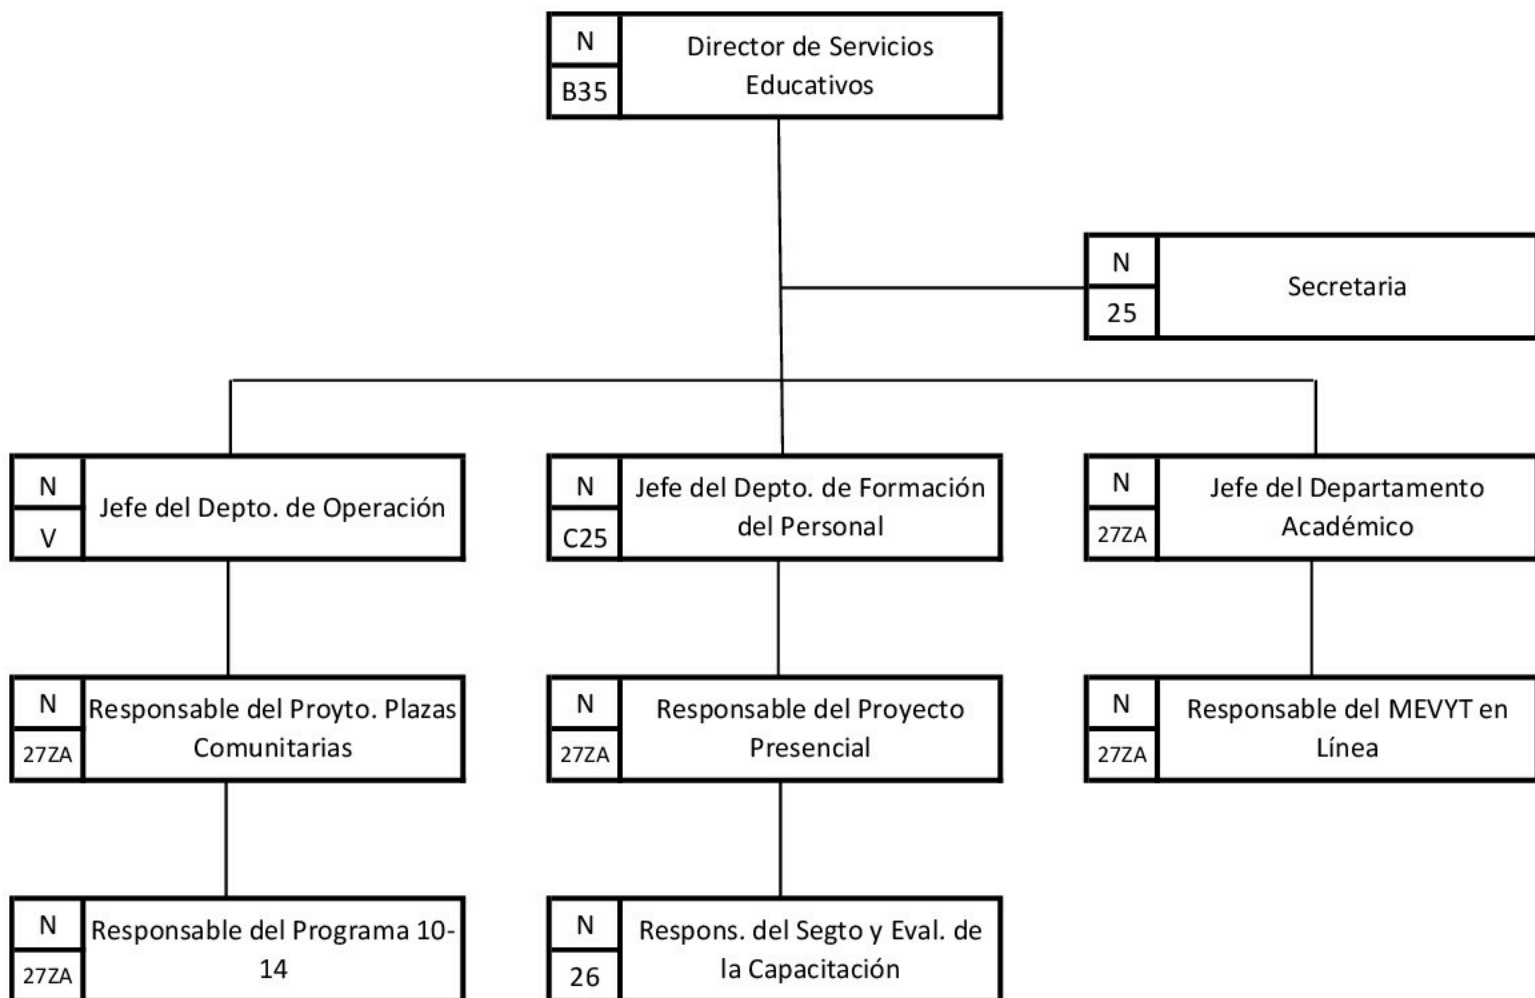 N
B35
Director de Servicios
Educativos
N
25
Secretaria
N
V
Jefe del Depto. de Operación
N
C25
Jefe del Depto. de Formación
del Personal
N
27ZA
Jefe del Departamento
Académico
N
27ZA
Responsable del Proyto. Plazas
Comunitarias
N
27ZA
Responsable del Proyecto
Presencial
N
27ZA
Responsable del MEVYT en
Línea
N
27ZA
Responsable del Programa 10-
14
N
26
Respons. del Segto y Eval. de
la Capacitación